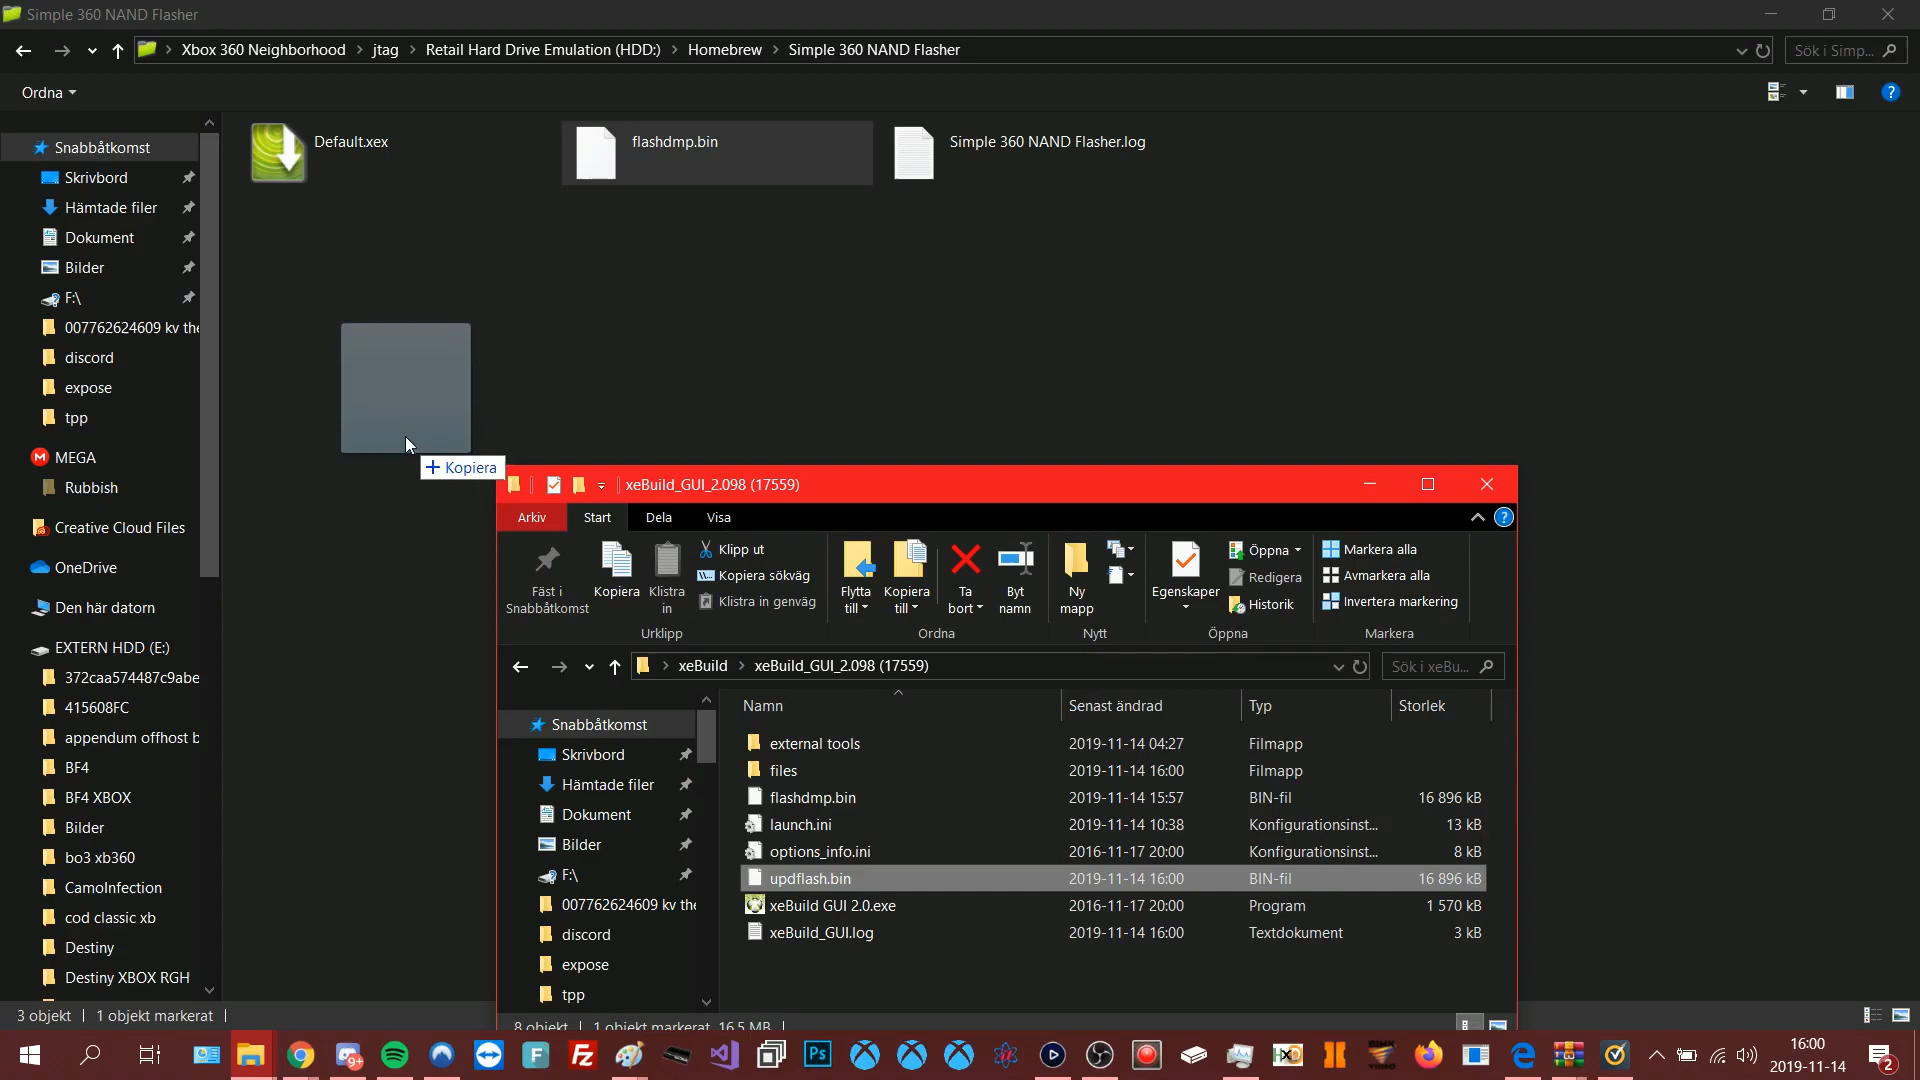 Simple 360 NAND Flasher
Xbox 360 Neighborhood
jtag
Retail Hard Drive Emulation (HDD:)
Homebrew
Simple 360 NAND Flasher
Sök i Simp...
Ordna
Default.xex
flashdmp.bin
Simple 360 NAND Flasher.log
Snabbåtkomst
Skrivbord
Hämtade filer
Dokument
Bilder
F:\
007762624609 kv the
discord
expose
tpp
MEGA
Rubbish
Creative Cloud Files
OneDrive
Den här datorn
EXTERN HDD (E:)
372caa574487c9abe
415608FC
appendum offhost b
BF4
BF4 XBOX
Bilder
bo3 xb360
CamoInfection
cod classic xb
Destiny
Destiny XBOX RGH
3 objekt
1 objekt markerat
+ Kopiera
xeBuild_GUI_2.098 (17559)
Arkiv
Start
Dela
Visa
Fäst i
Snabbåtkomst
Kopiera
Klistra
in
Klipp ut
Kopiera sökväg
Klistra in genväg
Urklipp
Flytta
till
Kopiera
till
Ta
bort
Byt
namn
Ordna
Ny
mapp
Nytt
Egenskaper
Öppna
Redigera
Historik
Öppna
Markera alla
Avmarkera alla
Invertera markering
Markera
xeBuild
xeBuild_GUI_2.098 (17559)
Sök i xeBu...
Snabbåtkomst
Skrivbord
Hämtade filer
Dokument
Bilder
F:\
007762624609 kv the
discord
expose
tpp
Namn Senast ändrad Typ Storlek
external tools 2019-11-14 04:27 Filmapp
files 2019-11-14 16:00 Filmapp
flashdmp.bin 2019-11-14 15:57 BIN-fil 16 896 kB
launch.ini 2019-11-14 10:38 Konfigurationsinst... 13 kB
options_info.ini 2016-11-17 20:00 Konfigurationsinst... 8 kB
updflash.bin 2019-11-14 16:00 BIN-fil 16 896 kB
xeBuild GUI 2.0.exe 2016-11-17 20:00 Program 1 570 kB
xeBuild_GUI.log 2019-11-14 16:00 Textdokument 3 kB
8 objekt
1 objekt markerat 16,5 MB
9+
F
Fz
Ps
HxD
16:00
2019-11-14
2